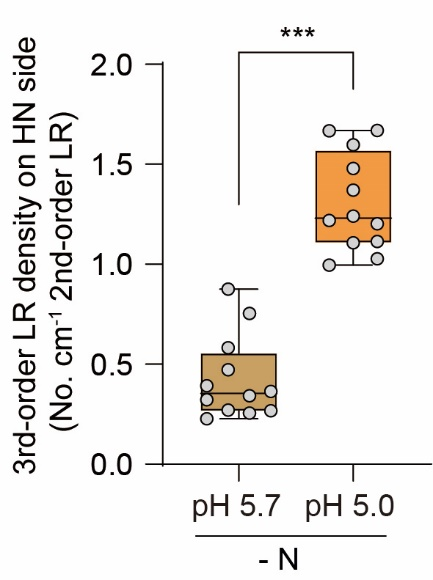 3rd-order LR density on HN side
(No. cm⁻¹ 2nd-order LR)
***
2.0
1.5
1.0
0.5
0.0
pH 5.7 pH 5.0
- N